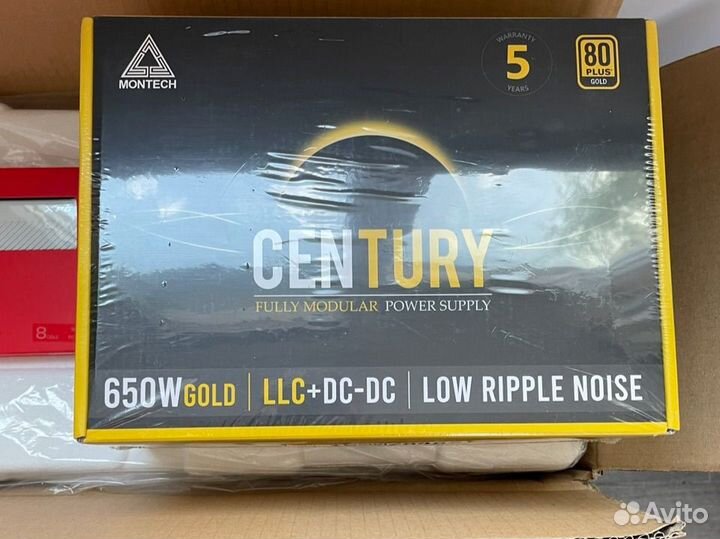 MONTECH
WARRANTY
5
YEARS
80
PLUS
GOLD
CENTURY
FULLY MODULAR POWER SUPPLY
650W GOLD | LLC+DC-DC | LOW RIPPLE NOISE
8
Avito